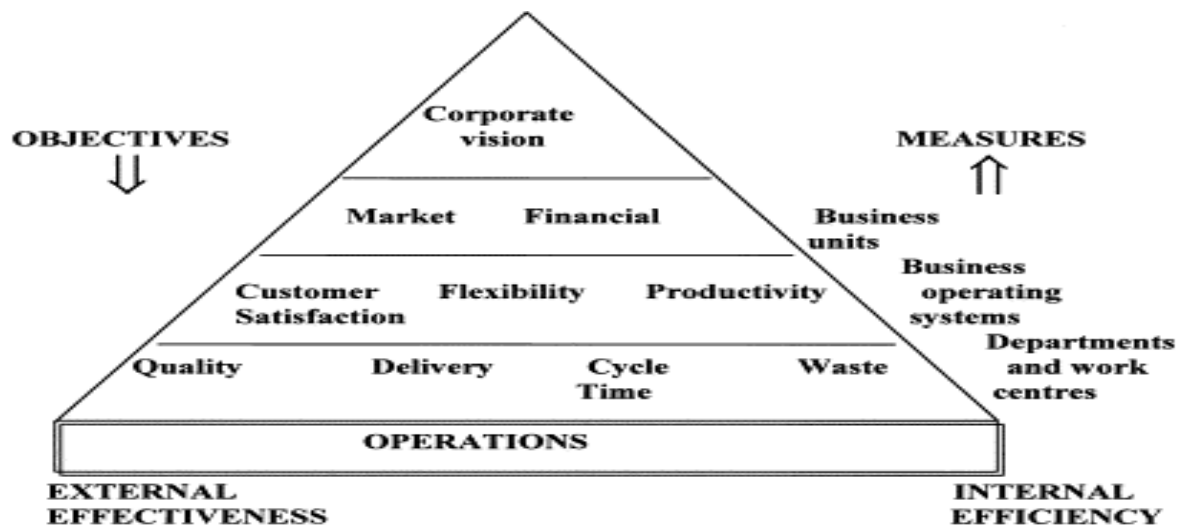 Corporate
vision
OBJECTIVES
MEASURES
Market Financial
Business
units
Customer
Satisfaction
Flexibility
Productivity
Business
operating
systems
Quality
Delivery
Cycle
Time
Waste
Departments
and work
centres
OPERATIONS
EXTERNAL
EFFECTIVENESS
INTERNAL
EFFICIENCY